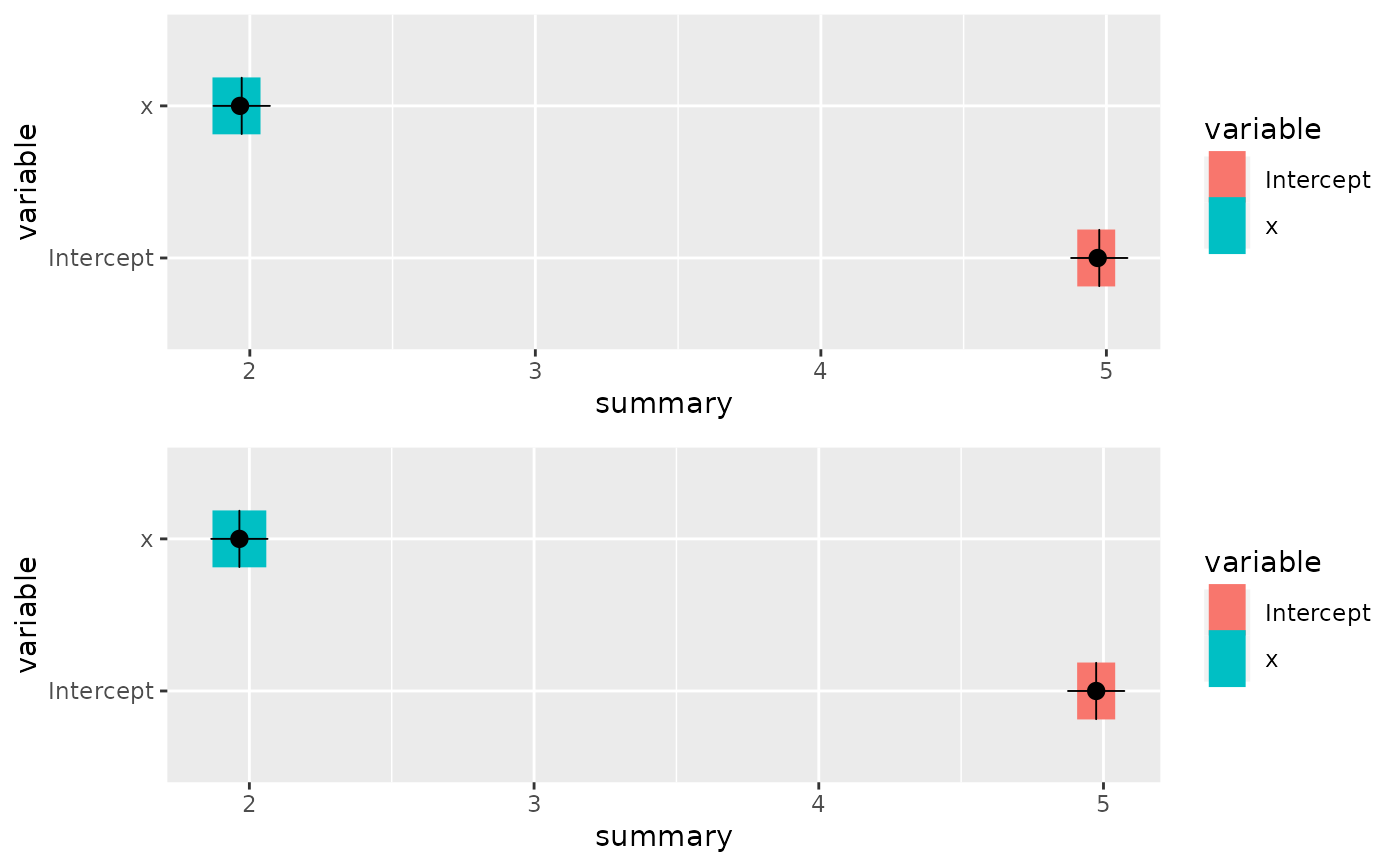 variable
x
Intercept
2 3 4 5
summary
variable
Intercept
x
variable
x
Intercept
2 3 4 5
summary
variable
Intercept
x